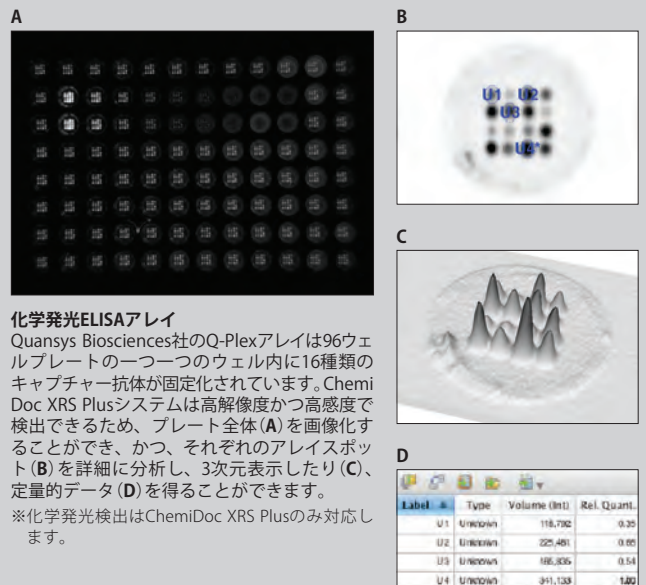 A
B
U1 U2
U3
U4*
C
化学発光ELISAアレイ
Quansys Biosciences社のQ-Plexアレイは96ウェ
ルプレートの一つ一つのウェル内に16種類の
キャプチャー抗体が固定化されています。Chemi
Doc XRS Plusシステムは高解像度かつ高感度で
検出できるため、プレート全体(A)を画像化す
ることができ、かつ、それぞれのアレイスポッ
ト(B)を詳細に分析し、3次元表示したり(C)、
定量的データ(D)を得ることができます。
※化学発光検出はChemiDoc XRS Plusのみ対応し
ます。
D
Label Type Volume (Int) Rel. Quant.
U1 Unknown 118,792 0.35
U2 Unknown 225,481 0.66
U3 Unknown 185,835 0.54
U4 Unknown 341,133 1.00